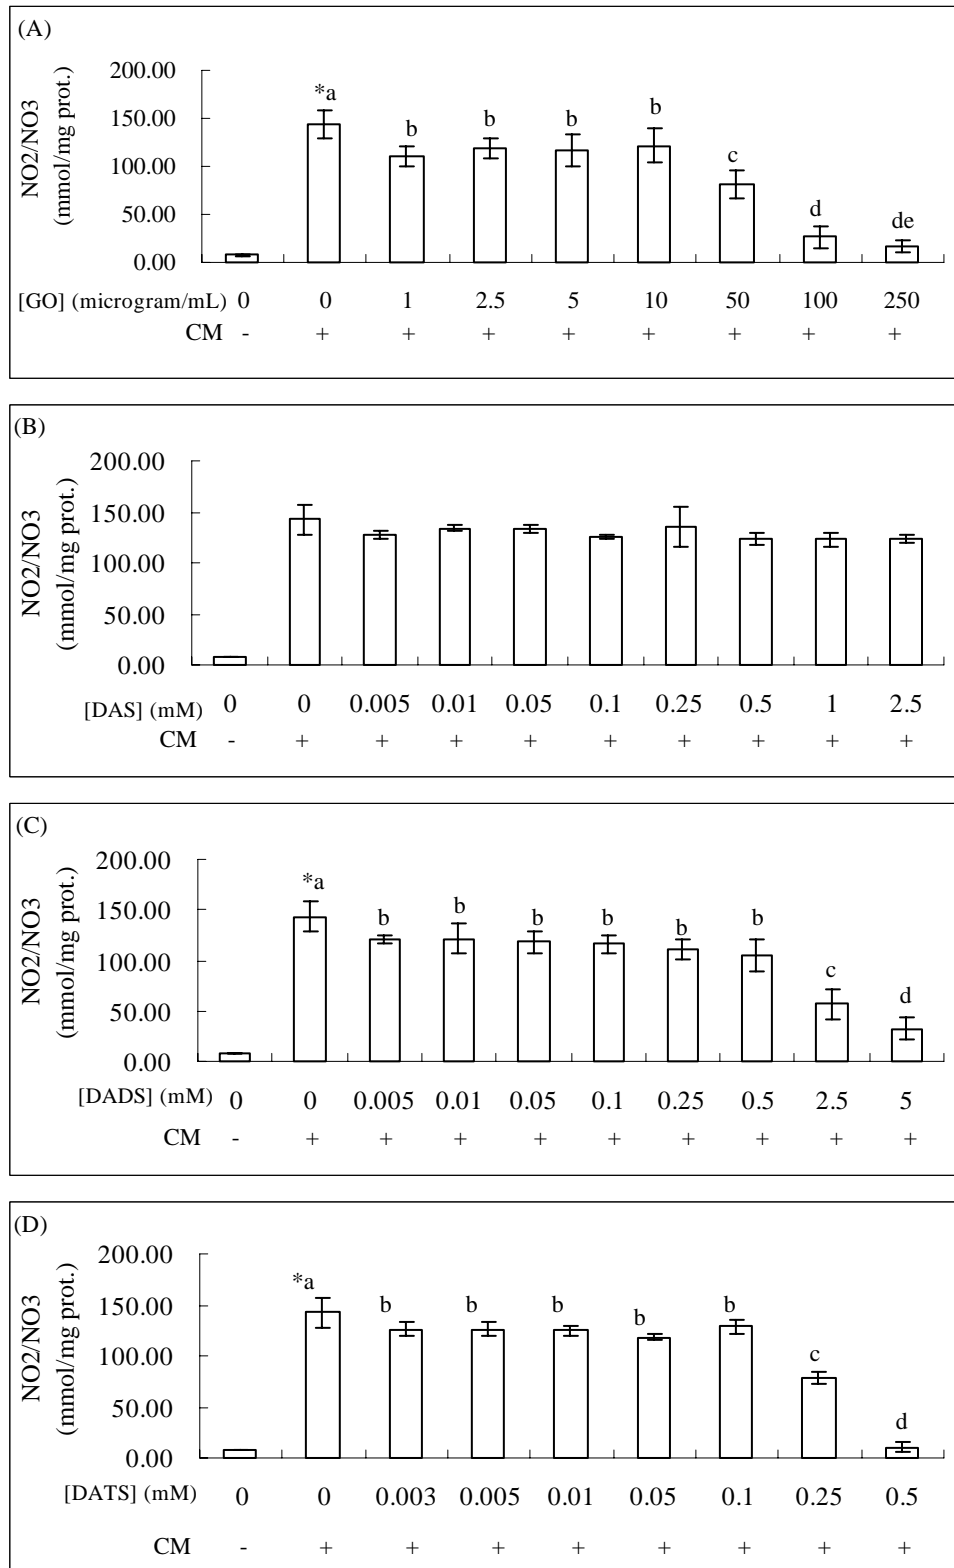 (A)
NO2/NO3
(mmol/mg prot.)
200.00
150.00
100.00
50.00
0.00
*a
b
b
b
b
c
d
de
[GO] (microgram/mL) 0 0 1 2.5 5 10 50 100 250
CM - + + + + + + + +
(B)
NO2/NO3
(mmol/mg prot.)
200.00
150.00
100.00
50.00
0.00
[DAS] (mM) 0 0 0.005 0.01 0.05 0.1 0.25 0.5 1 2.5
CM - + + + + + + + + +
(C)
NO2/NO3
(mmol/mg prot.)
200.00
150.00
100.00
50.00
0.00
*a
b
b
b
b
b
b
c
d
[DADS] (mM) 0 0 0.005 0.01 0.05 0.1 0.25 0.5 2.5 5
CM - + + + + + + + + +
(D)
NO2/NO3
(mmol/mg prot.)
200.00
150.00
100.00
50.00
0.00
*a
b
b
b
b
b
c
d
[DATS] (mM) 0 0 0.003 0.005 0.01 0.05 0.1 0.25 0.5
CM - + + + + + + + +